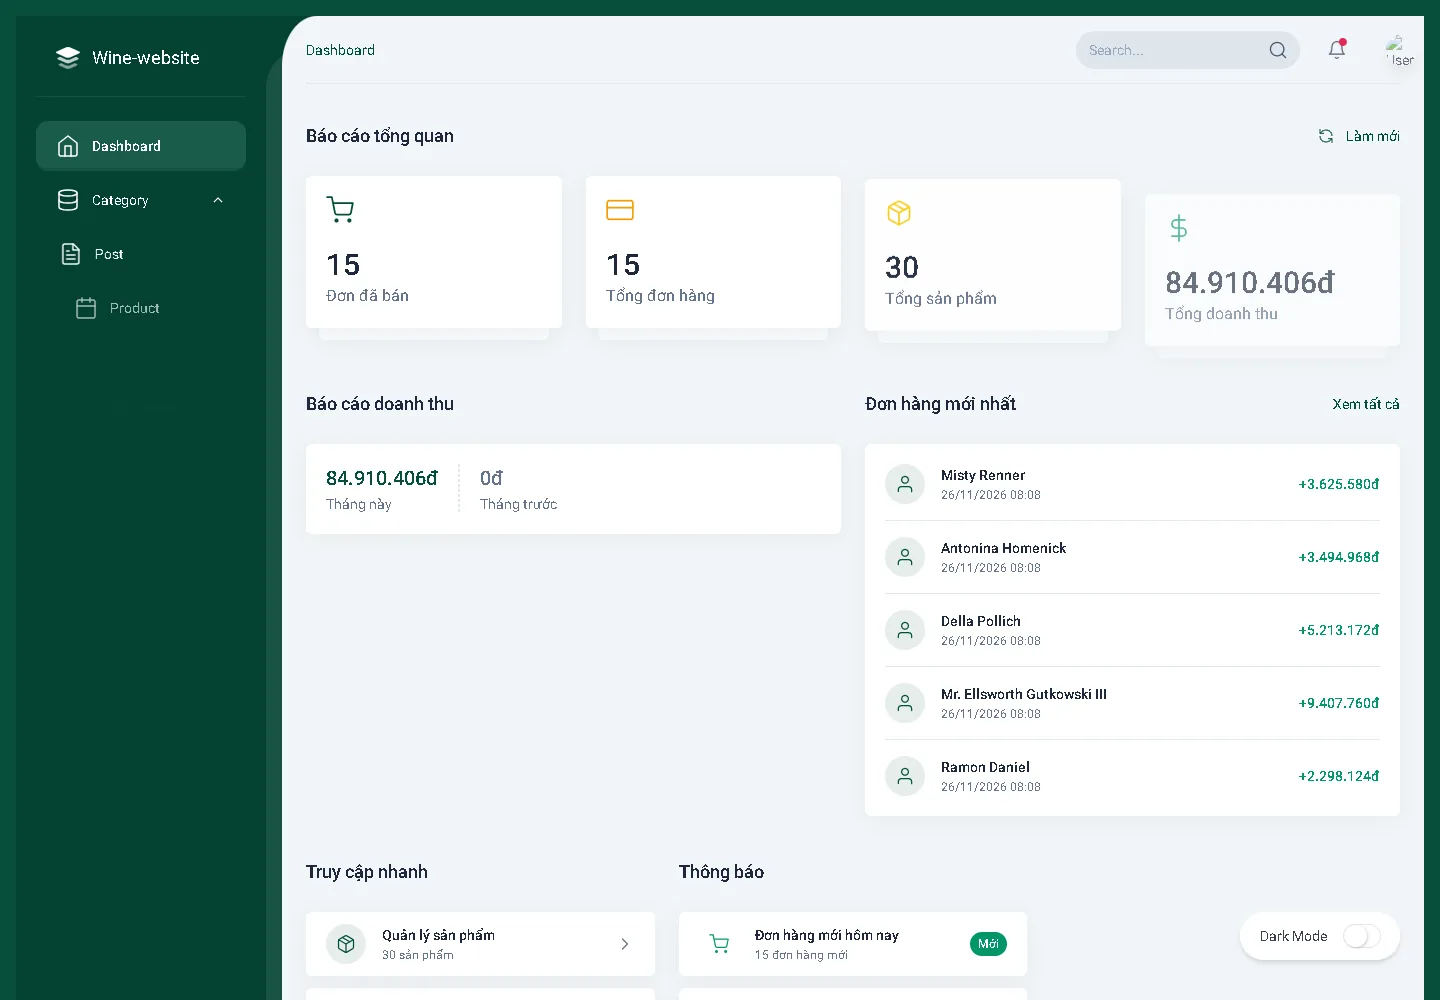 Wine-website
Dashboard
Category
Post
Product
Dashboard
Search...
User
Báo cáo tổng quan
Làm mới
15
Đơn đã bán
15
Tổng đơn hàng
30
Tổng sản phẩm
84.910.406đ
Tổng doanh thu
Báo cáo doanh thu
84.910.406đ
Tháng này
0đ
Tháng trước
Đơn hàng mới nhất
Xem tất cả
Misty Renner
26/11/2026 08:08
+3.625.580đ
Antonina Homenick
26/11/2026 08:08
+3.494.968đ
Della Pollich
26/11/2026 08:08
+5.213.172đ
Mr. Ellsworth Gutkowski III
26/11/2026 08:08
+9.407.760đ
Ramon Daniel
26/11/2026 08:08
+2.298.124đ
Truy cập nhanh
Quản lý sản phẩm
30 sản phẩm
Thông báo
Đơn hàng mới hôm nay
15 đơn hàng mới
Mới
Dark Mode